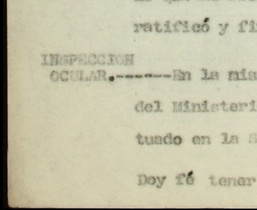 ratificó y fi
INSPECCION
OCULAR.------En la mis
del Ministeri
tuado en la S
Doy fé tener